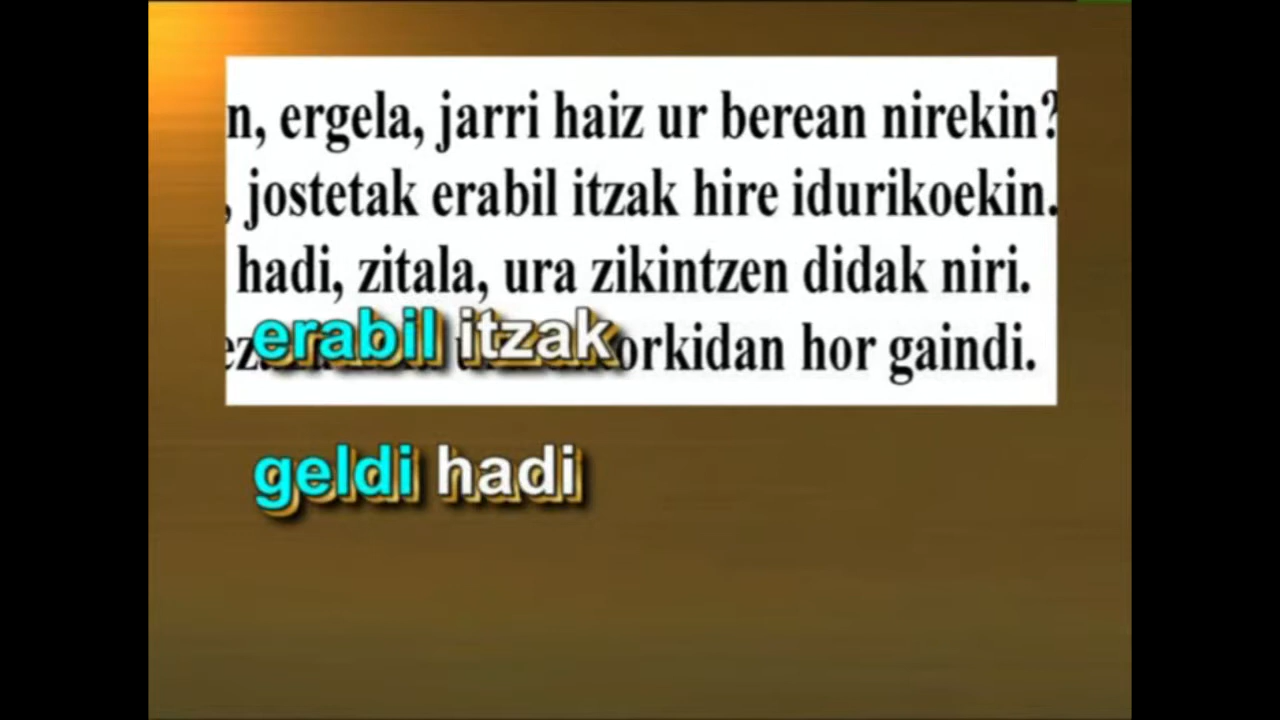 n, ergela, jarri haiz ur berean nirekin?
, jostetak erabil itzak hire idurikoekin.
hadi, zitala, ura zikintzen didak niri.
orkidan hor gaindi.
erabil itzak
geldi hadi